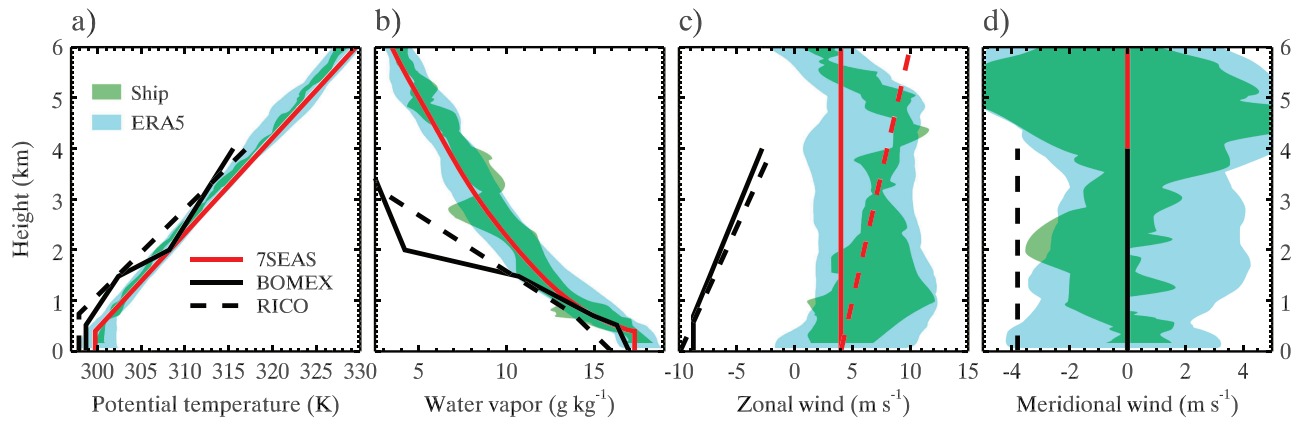 a)
b)
c)
d)
6
5
4
3
2
1
0
Height (km)
Ship
ERA5
7SEAS
BOMEX
RICO
300 305 310 315 320 325 330
Potential temperature (K)
5 10 15
Water vapor (g kg-1)
-10 -5 0 5 10 15
Zonal wind (m s-1)
-4 -2 0 2 4
Meridional wind (m s-1)
6
5
4
3
2
1
0